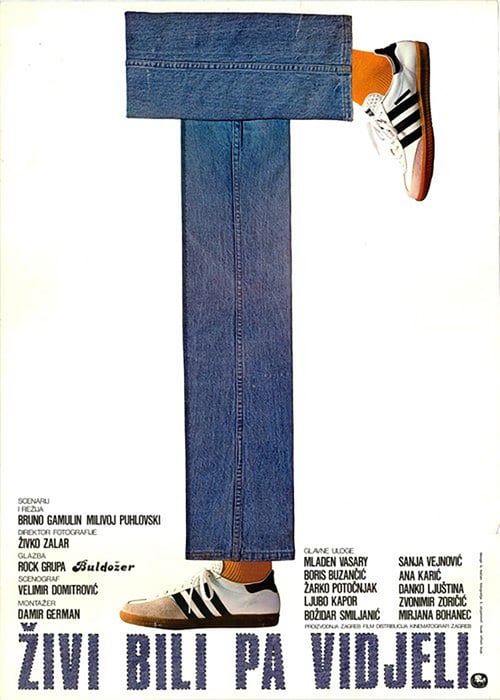 SCENARIJ
I REŽIJA
BRUNO GAMULIN MILIVOJ PUHLOVSKI
DIREKTOR FOTOGRAFIJE
ŽIVKO ZALAR
GLAZBA
ROCK GRUPA Buldožer
SCENOGRAF
VELIMIR DOMITROVIĆ
MONTAŽER
DAMIR GERMAN
GLAVNE ULOGE
MLADEN VASARY
BORIS BUZANČIĆ
ŽARKO POTOČNJAK
LJUBO KAPOR
BOŽIDAR SMILJANIĆ
SANJA VEJNOVIĆ
ANA KARIĆ
DANKO LJUŠTINA
ZVONIMIR ZORIČIĆ
MIRJANA BOHANEC
PROIZVODNJA ZAGREB FILM DISTRIBUCIJA KINEMATOGRAFI ZAGREB
ŽIVI BILI PA VIDJELI